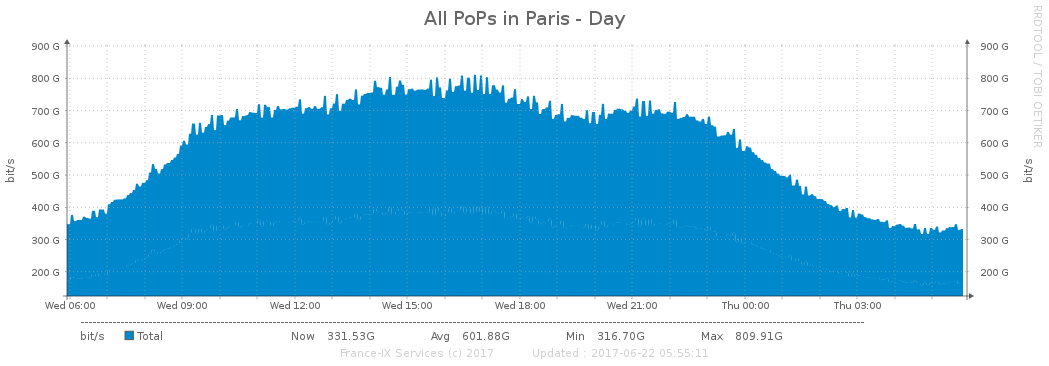 All PoPs in Paris - Day
RRDTOOL / TOBI OETIKER
900 G 900 G
800 G 800 G
700 G 700 G
600 G 600 G
500 G 500 G
400 G 400 G
300 G 300 G
200 G 200 G
bit/s bit/s
Wed 06:00 Wed 09:00 Wed 12:00 Wed 15:00 Wed 18:00 Wed 21:00 Thu 00:00 Thu 03:00
bit/s Total Now 331.53G Avg 601.88G Min 316.70G Max 809.91G
France-IX Services (c) 2017 Updated : 2017-06-22 05:55:11